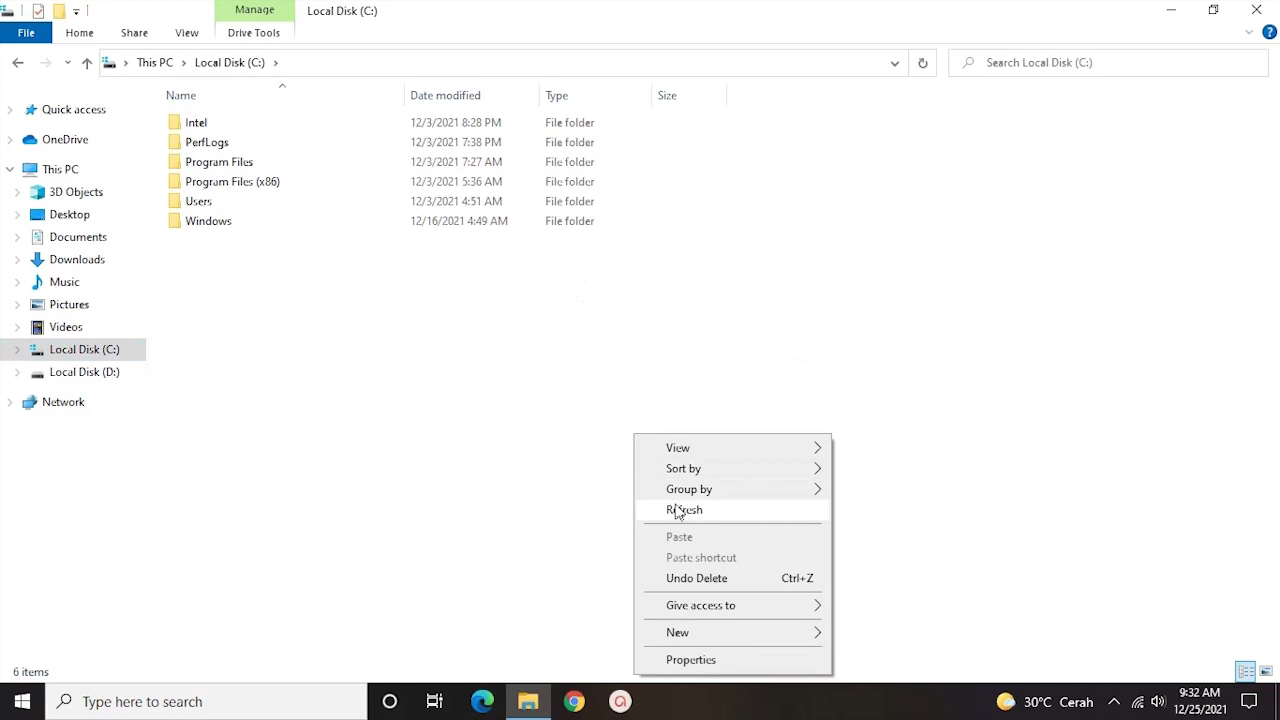 Manage
Local Disk (C:)
File
Home
Share
View
Drive Tools
This PC
Local Disk (C:)
Search Local Disk (C:)
Name
Date modified
Type
Size
Quick access
OneDrive
This PC
3D Objects
Desktop
Documents
Downloads
Music
Pictures
Videos
Local Disk (C:)
Local Disk (D:)
Network
Intel 12/3/2021 8:28 PM File folder
PerfLogs 12/3/2021 7:38 PM File folder
Program Files 12/3/2021 7:27 AM File folder
Program Files (x86) 12/3/2021 5:36 AM File folder
Users 12/3/2021 4:51 AM File folder
Windows 12/16/2021 4:49 AM File folder
View
Sort by
Group by
Refresh
Paste
Paste shortcut
Undo Delete Ctrl+Z
Give access to
New
Properties
6 items
Type here to search
30°C Cerah
9:32 AM
12/25/2021